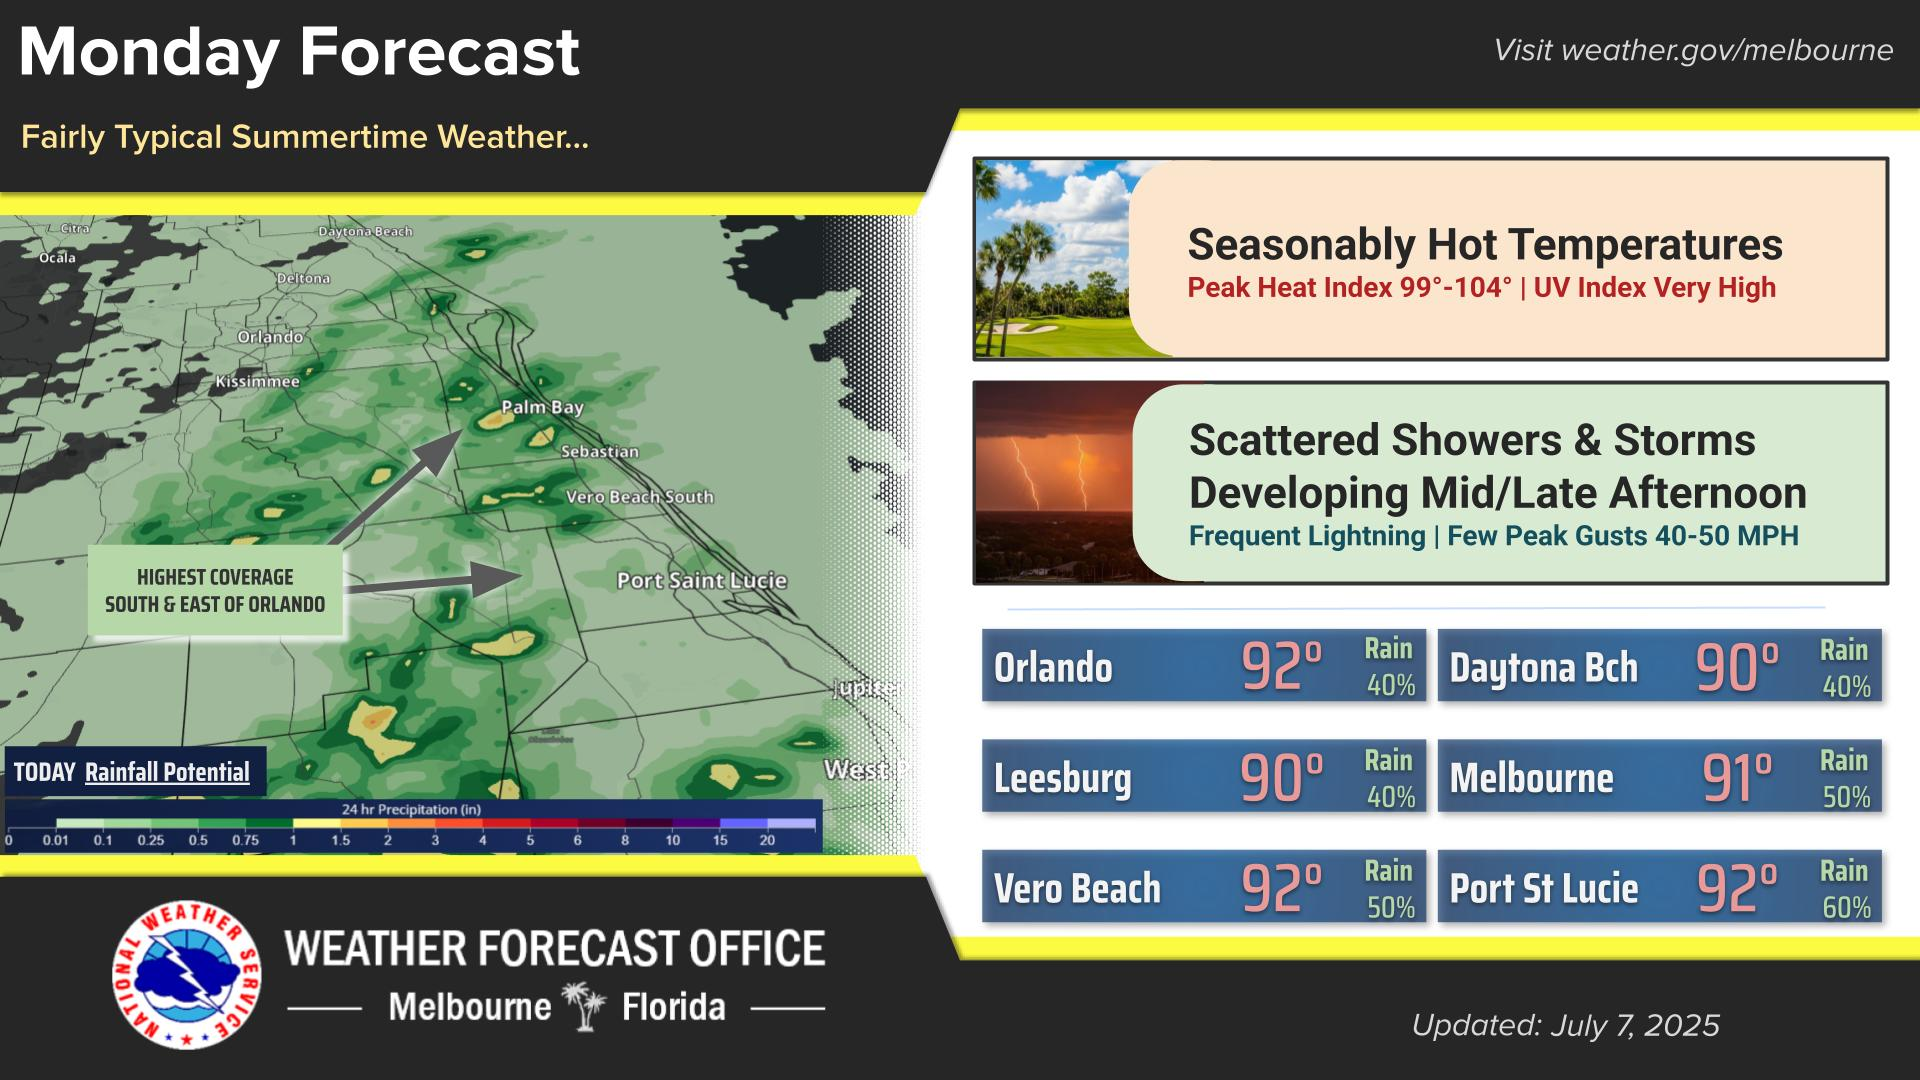 Monday Forecast
Visit weather.gov/melbourne
Fairly Typical Summertime Weather...
Citra
Ocala
Daytona Beach
Deltona
Orlando
Kissimmee
Palm Bay
Sebastian
Vero Beach South
Port Saint Lucie
Jupite
West P
HIGHEST COVERAGE
SOUTH & EAST OF ORLANDO
TODAY Rainfall Potential
24 hr Precipitation (in)
0 0.01 0.1 0.25 0.5 0.75 1 1.5 2 3 4 5 6 8 10 15 20
Seasonably Hot Temperatures
Peak Heat Index 99°-104° | UV Index Very High
Scattered Showers & Storms
Developing Mid/Late Afternoon
Frequent Lightning | Few Peak Gusts 40-50 MPH
Orlando 92° Rain 40%
Daytona Bch 90° Rain 40%
Leesburg 90° Rain 40%
Melbourne 91° Rain 50%
Vero Beach 92° Rain 50%
Port St Lucie 92° Rain 60%
NATIONAL WEATHER SERVICE
WEATHER FORECAST OFFICE
Melbourne Florida
Updated: July 7, 2025